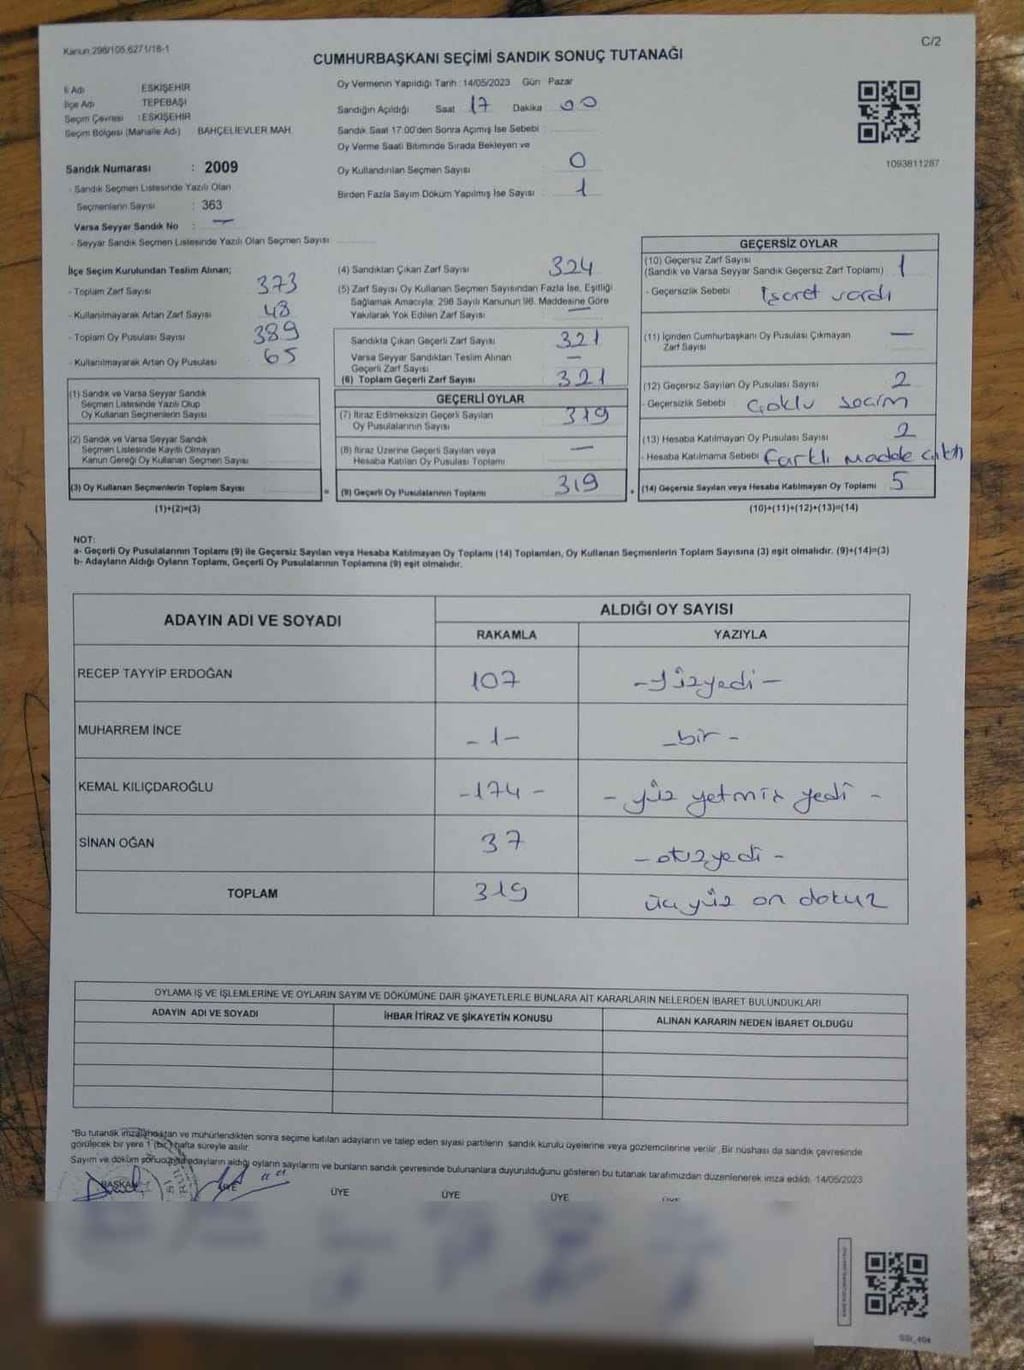 Kanun:298/105,6271/18-1
C/2
CUMHURBAŞKANI SEÇİMİ SANDIK SONUÇ TUTANAĞI
İl Adı ESKİŞEHİR
İlçe Adı TEPEBAŞI
Seçim Çevresi : ESKİŞEHİR
Seçim Bölgesi (Mahalle Adı) BAHÇELİEVLER MAH.
Sandık Numarası : 2009
- Sandık Seçmen Listesinde Yazılı Olan
Seçmenlerin Sayısı : 363
Varsa Seyyar Sandık No : —
- Seyyar Sandık Seçmen Listesinde Yazılı Olan Seçmen Sayısı
Oy Vermenin Yapıldığı Tarih : 14/05/2023 Gün Pazar
Sandığın Açıldığı Saat 17 Dakika 00
Sandık Saat 17:00'den Sonra Açımış İse Sebebi
Oy Verme Saati Bitiminde Sırada Bekleyen ve
Oy Kullandırılan Seçmen Sayısı 0
Birden Fazla Sayım Döküm Yapılmış İse Sayısı 1
1093811287
İlçe Seçim Kurulundan Teslim Alınan;
- Toplam Zarf Sayısı 373
- Kullanılmayarak Artan Zarf Sayısı 48
- Toplam Oy Pusulası Sayısı 389
- Kullanılmayarak Artan Oy Pusulası 65
(1) Sandık ve Varsa Seyyar Sandık
Seçmen Listesinde Yazılı Olup
Oy Kullanan Seçmenlerin Sayısı
(2) Sandık ve Varsa Seyyar Sandık
Seçmen Listesinde Kayıtlı Olmayan
Kanun Gereği Oy Kullanan Seçmen Sayısı
(3) Oy Kullanan Seçmenlerin Toplam Sayısı
(1)+(2)=(3)
(4) Sandıktan Çıkan Zarf Sayısı 324
(5) Zarf Sayısı Oy Kullanan Seçmen Sayısından Fazla İse, Eşitliği
Sağlamak Amacıyla, 298 Sayılı Kanunun 98. Maddesine Göre
Yakılarak Yok Edilen Zarf Sayısı —
Sandıkta Çıkan Geçerli Zarf Sayısı 321
Varsa Seyyar Sandıktan Teslim Alınan
Geçerli Zarf Sayısı —
(6) Toplam Geçerli Zarf Sayısı 321
GEÇERLİ OYLAR
(7) İtiraz Edilmeksizin Geçerli Sayılan
Oy Pusulalarının Sayısı 319
(8) İtiraz Üzerine Geçerli Sayılan veya
Hesaba Katılan Oy Pusulası Toplamı —
= (9) Geçerli Oy Pusulalarının Toplamı 319
GEÇERSİZ OYLAR
(10) Geçersiz Zarf Sayısı
(Sandık ve Varsa Seyyar Sandık Geçersiz Zarf Toplamı) 1
- Geçersizlik Sebebi İşaret vardı
(11) İçinden Cumhurbaşkanı Oy Pusulası Çıkmayan
Zarf Sayısı —
(12) Geçersiz Sayılan Oy Pusulası Sayısı 2
- Geçersizlik Sebebi Çoklu seçim
(13) Hesaba Katılmayan Oy Pusulası Sayısı 2
- Hesaba Katılmama Sebebi Farklı madde çıktı
+ (14) Geçersiz Sayılan veya Hesaba Katılmayan Oy Toplamı 5
(10)+(11)+(12)+(13)=(14)
NOT:
a- Geçerli Oy Pusulalarının Toplamı (9) ile Geçersiz Sayılan veya Hesaba Katılmayan Oy Toplamı (14) Toplamları, Oy Kullanan Seçmenlerin Toplam Sayısına (3) eşit olmalıdır. (9)+(14)=(3)
b- Adayların Aldığı Oyların Toplamı, Geçerli Oy Pusulalarının Toplamına (9) eşit olmalıdır.
ADAYIN ADI VE SOYADI
ALDIĞI OY SAYISI
RAKAMLA YAZIYLA
RECEP TAYYİP ERDOĞAN 107 - Yüzyedi -
MUHARREM İNCE - 1 - - bir -
KEMAL KILIÇDAROĞLU - 174 - - yüz yetmiş yedi -
SİNAN OĞAN 37 - otuzyedi -
TOPLAM 319 üçyüz on dokuz
OYLAMA İŞ VE İŞLEMLERİNE VE OYLARIN SAYIM VE DÖKÜMÜNE DAİR ŞİKAYETLERLE BUNLARA AİT KARARLARIN NELERDEN İBARET BULUNDUKLARI
ADAYIN ADI VE SOYADI İHBAR İTİRAZ VE ŞİKAYETİN KONUSU ALINAN KARARIN NEDEN İBARET OLDUĞU
"Bu tutanak imzalandıktan ve mühürlendikten sonra seçime katılan adayların ve talep eden siyasi partilerin sandık kurulu üyelerine veya gözlemcilerine verilir. Bir nüshası da sandık çevresinde
görülecek bir yere 1 (bir) hafta süreyle asılır.
Sayım ve döküm sonucunda adayların aldığı oyların sayılarını ve bunların sandık çevresinde bulunanlara duyurulduğunu gösteren bu tutanak tarafımızdan düzenlenerek imza edildi. 14/05/2023
BAŞKAN ÜYE ÜYE ÜYE ÜYE